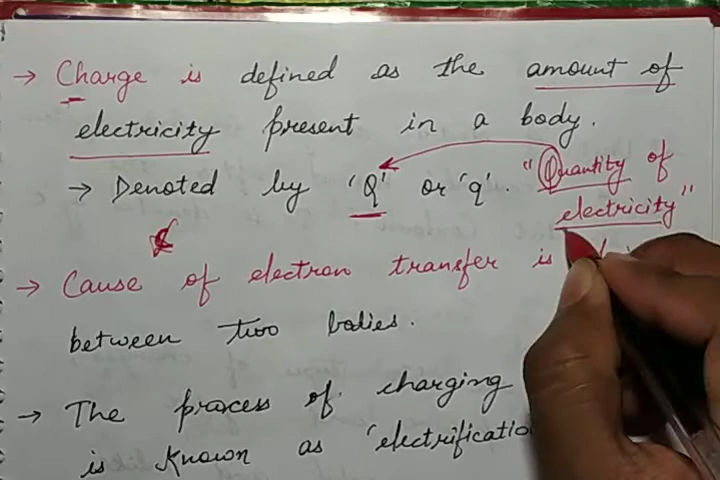 → Charge is defined as the amount of
electricity present in a body.
→ Denoted by 'Q' or 'q'. "Quantity of
electricity"
→ Cause of electron transfer is
between two bodies.
→ The process of charging
is known as 'electrificatio